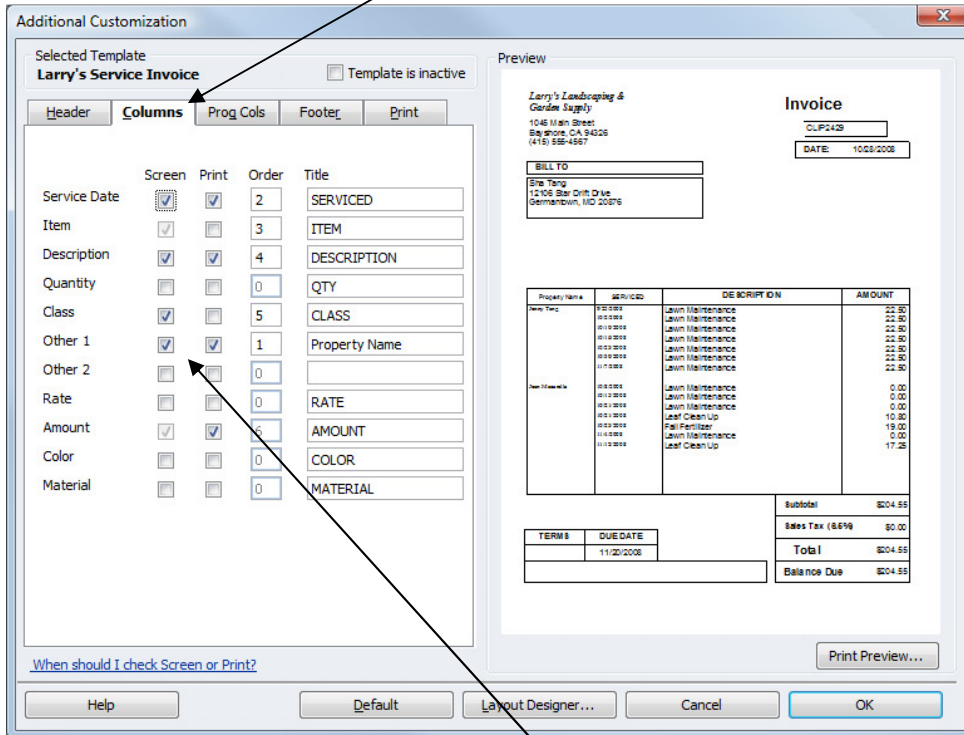 Additional Customization
Selected Template
Larry's Service Invoice
Template is inactive
Header Columns Prog Cols Footer Print
Screen Print Order Title
Service Date 2 SERVICED
Item 3 ITEM
Description 4 DESCRIPTION
Quantity 0 QTY
Class 5 CLASS
Other 1 1 Property Name
Other 2 0
Rate 0 RATE
Amount 6 AMOUNT
Color 0 COLOR
Material 0 MATERIAL
When should I check Screen or Print?
Preview
Larry's Landscaping &
Garden Supply
1045 Main Street
Bayshore, CA 94326
(415) 555-4567
Invoice
CLIP2429
DATE: 10/28/2008
BILL TO
Sha Tang
12106 Star Drift Drive
Germantown, MD 20876
Property Name SERVICED DESCRIPTION AMOUNT
Lawn Maintenance 22.50
Lawn Maintenance 22.50
Lawn Maintenance 22.50
Lawn Maintenance 22.50
Lawn Maintenance 22.50
Lawn Maintenance 22.50
Lawn Maintenance 22.50
Lawn Maintenance 0.00
Lawn Maintenance 0.00
Lawn Maintenance 0.00
Leaf Clean Up 10.80
Fall Fertilizer 19.00
Lawn Maintenance 0.00
Leaf Clean Up 17.25
Subtotal $204.55
Sales Tax (6.5%) $0.00
Total $204.55
Balance Due $204.55
TERMS DUE DATE
11/20/2008
Print Preview...
Help Default Layout Designer... Cancel OK